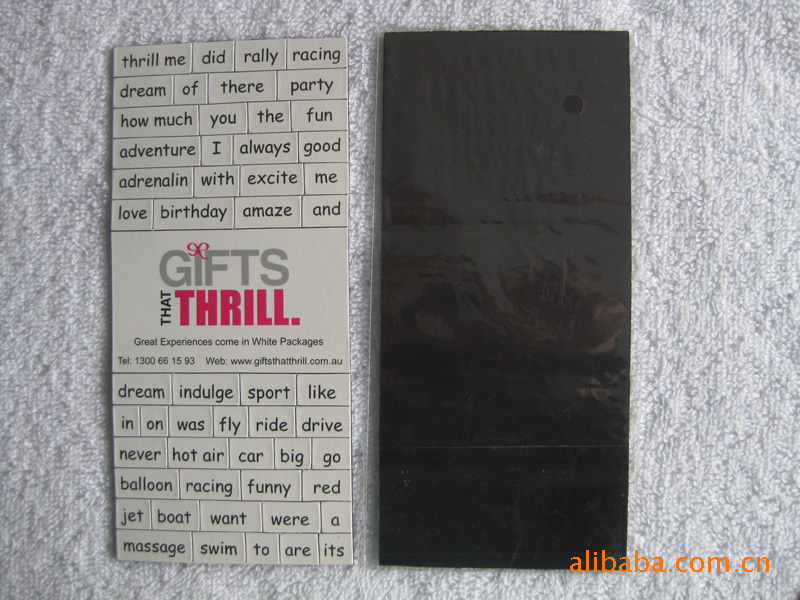 thrill me did rally racing
dream of there party
how much you the fun
adventure I always good
adrenalin with excite me
love birthday amaze and
GIFTS
THAT THRILL.
Great Experiences come in White Packages
Tel: 1300 66 15 93 Web: www.giftsthatthrill.com.au
dream indulge sport like
in on was fly ride drive
never hot air car big go
balloon racing funny red
jet boat want were a
massage swim to are its
alibaba.com.cn